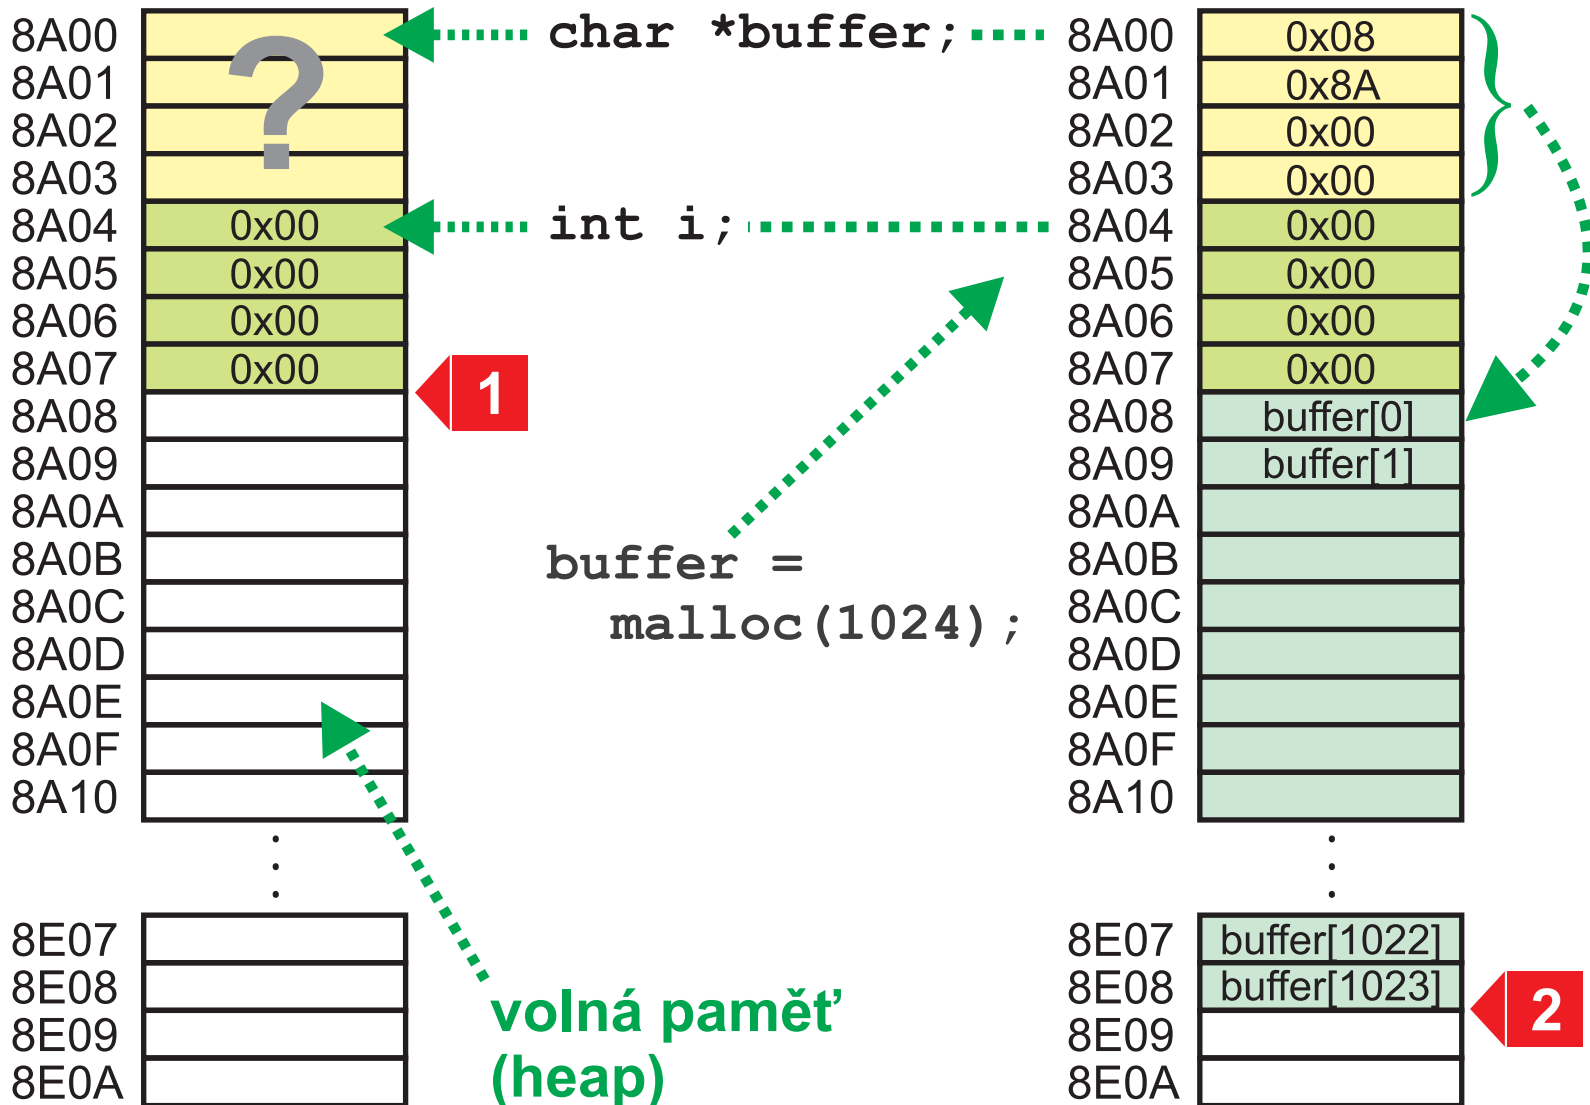 8A00 char *buffer; 8A00 0x08
8A01 ? 8A01 0x8A
8A02 8A02 0x00
8A03 8A03 0x00
8A04 0x00 int i; 8A04 0x00
8A05 0x00 8A05 0x00
8A06 0x00 8A06 0x00
8A07 0x00 1 8A07 0x00
8A08 8A08 buffer[0]
8A09 8A09 buffer[1]
8A0A 8A0A
8A0B buffer = 8A0B
8A0C malloc(1024); 8A0C
8A0D 8A0D
8A0E 8A0E
8A0F 8A0F
8A10 8A10
8E07 8E07 buffer[1022]
8E08 8E08 buffer[1023]
8E09 volná paměť 8E09 2
8E0A (heap) 8E0A